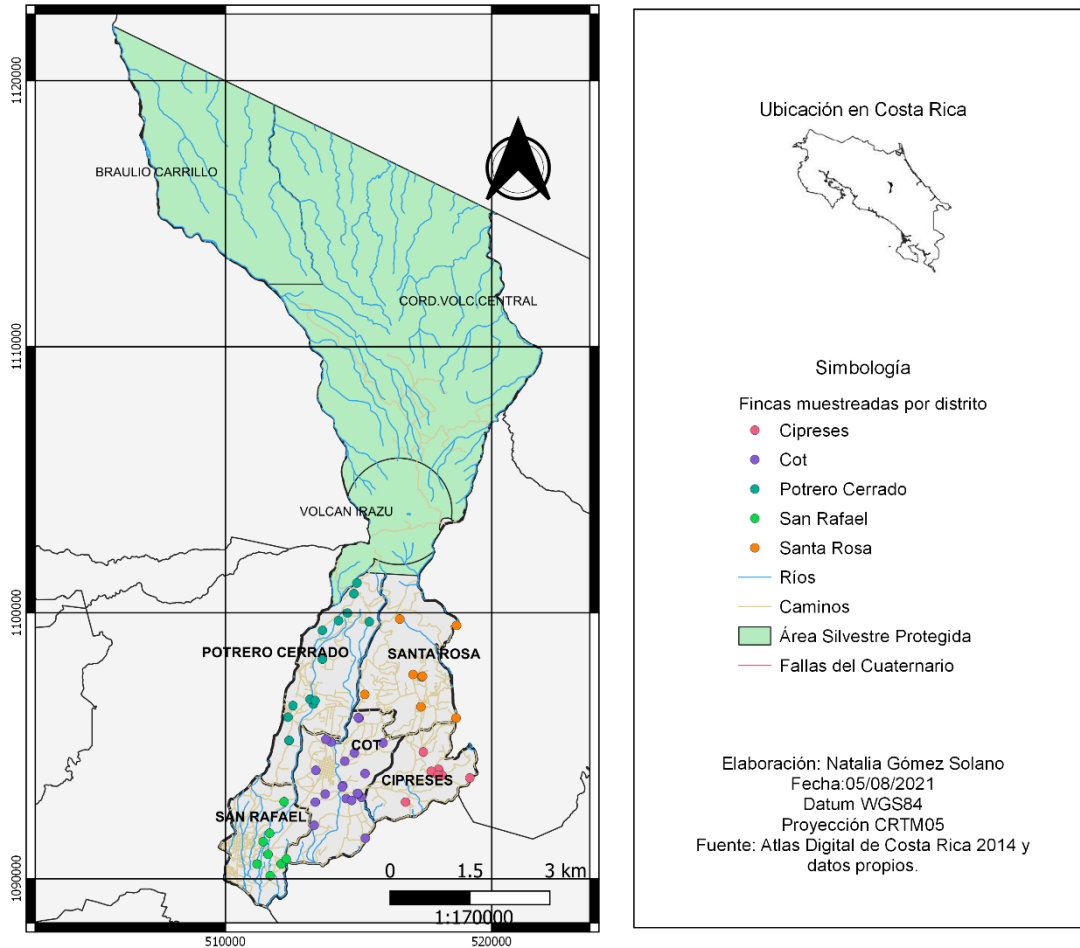 1120000
1110000
1100000
1090000
510000
520000
BRAULIO CARRILLO
CORD.VOLC.CENTRAL
VOLCAN IRAZU
POTRERO CERRADO
SANTA ROSA
COT
CIPRESES
SAN RAFAEL
0 1.5 3 km
1:170000
Ubicación en Costa Rica
Simbología
Fincas muestreadas por distrito
Cipreses
Cot
Potrero Cerrado
San Rafael
Santa Rosa
Ríos
Caminos
Área Silvestre Protegida
Fallas del Cuaternario
Elaboración: Natalia Gómez Solano
Fecha:05/08/2021
Datum WGS84
Proyección CRTM05
Fuente: Atlas Digital de Costa Rica 2014 y
datos propios.